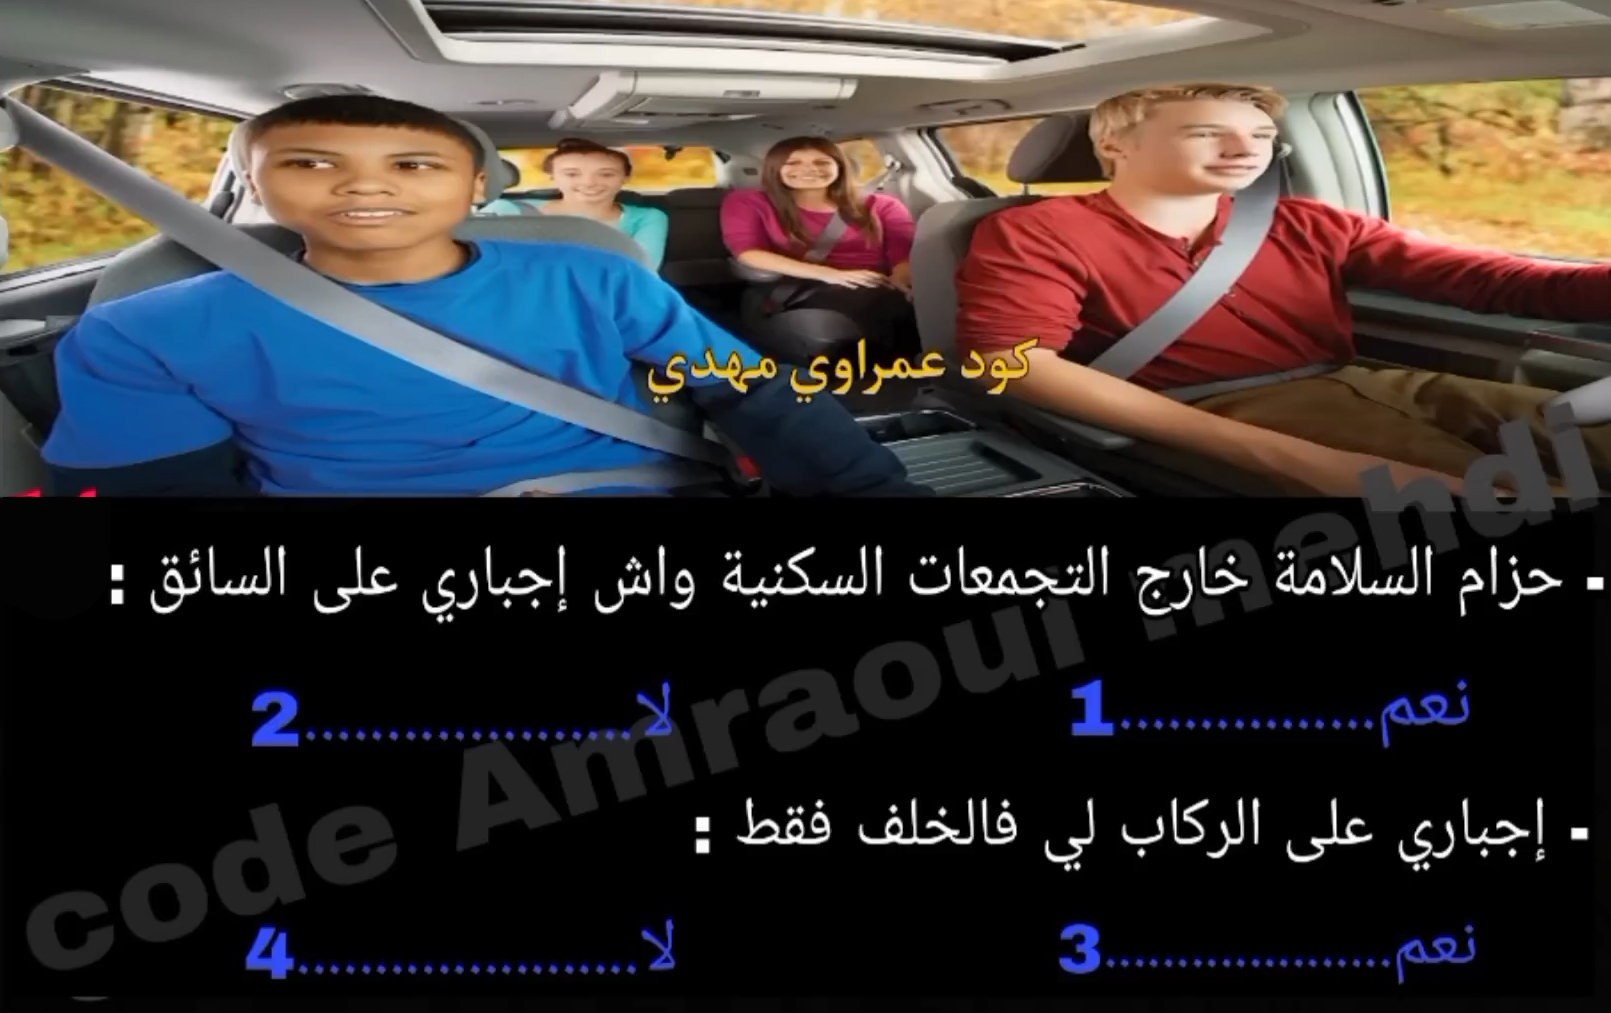 كود عمراوي مهدي
- حزام السلامة خارج التجمعات السكنية واش إجباري على السائق :
نعم...............1 لا....................2
- إجباري على الركاب لي فالخلف فقط :
نعم....................3 لا........................4
code Amraoui mehdi